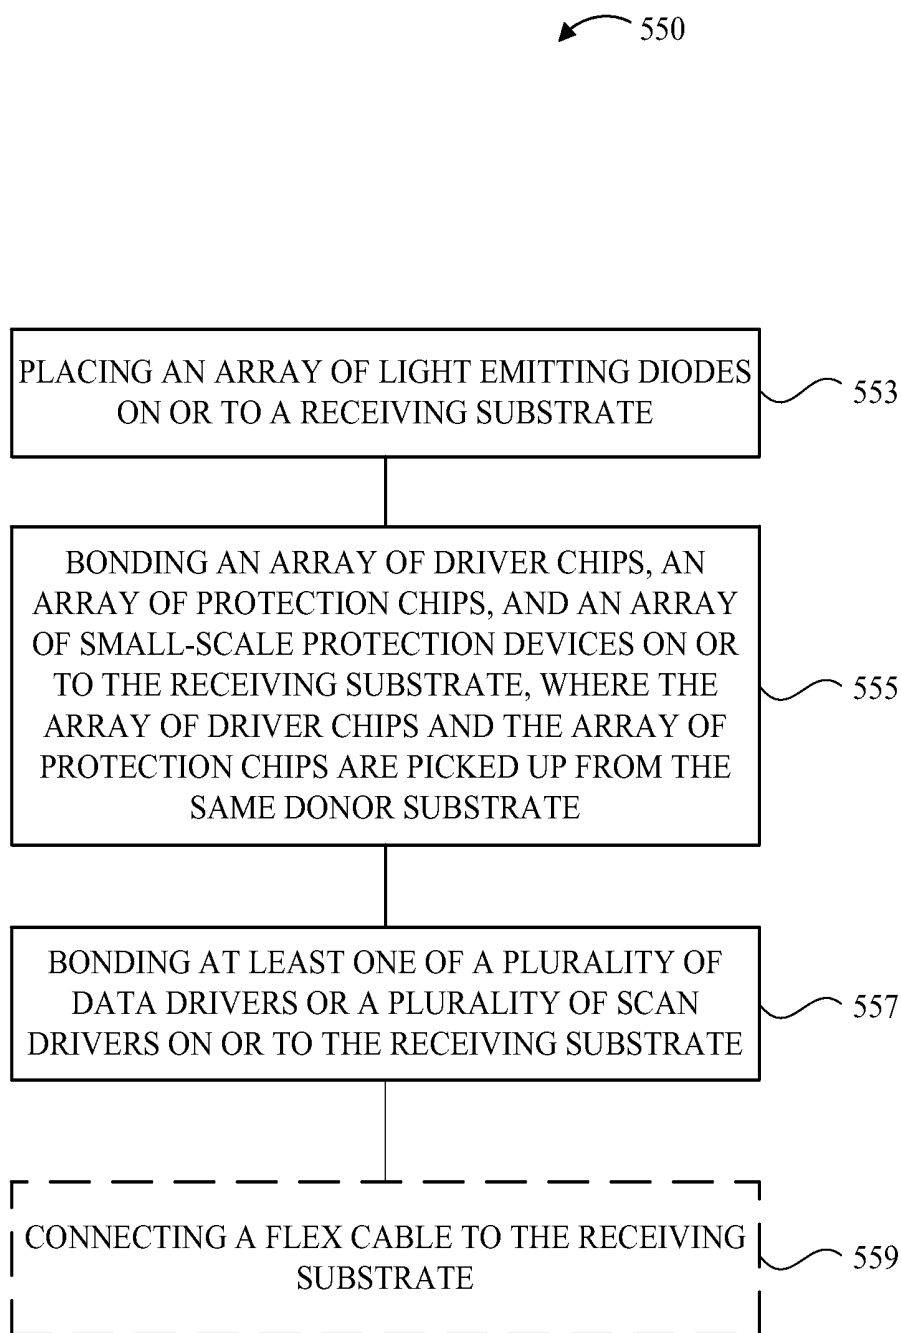 550
PLACING AN ARRAY OF LIGHT EMITTING DIODES
ON OR TO A RECEIVING SUBSTRATE
553
BONDING AN ARRAY OF DRIVER CHIPS, AN
ARRAY OF PROTECTION CHIPS, AND AN ARRAY
OF SMALL-SCALE PROTECTION DEVICES ON OR
TO THE RECEIVING SUBSTRATE, WHERE THE
ARRAY OF DRIVER CHIPS AND THE ARRAY OF
PROTECTION CHIPS ARE PICKED UP FROM THE
SAME DONOR SUBSTRATE
555
BONDING AT LEAST ONE OF A PLURALITY OF
DATA DRIVERS OR A PLURALITY OF SCAN
DRIVERS ON OR TO THE RECEIVING SUBSTRATE
557
CONNECTING A FLEX CABLE TO THE RECEIVING
SUBSTRATE
559